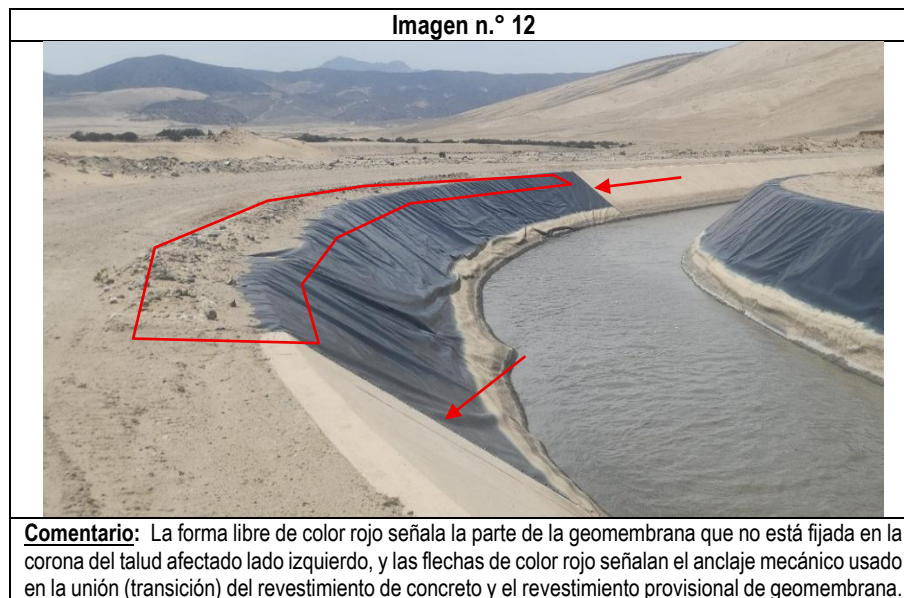 Imagen n.° 12
Comentario: La forma libre de color rojo señala la parte de la geomembrana que no está fijada en la
corona del talud afectado lado izquierdo, y las flechas de color rojo señalan el anclaje mecánico usado
en la unión (transición) del revestimiento de concreto y el revestimiento provisional de geomembrana.